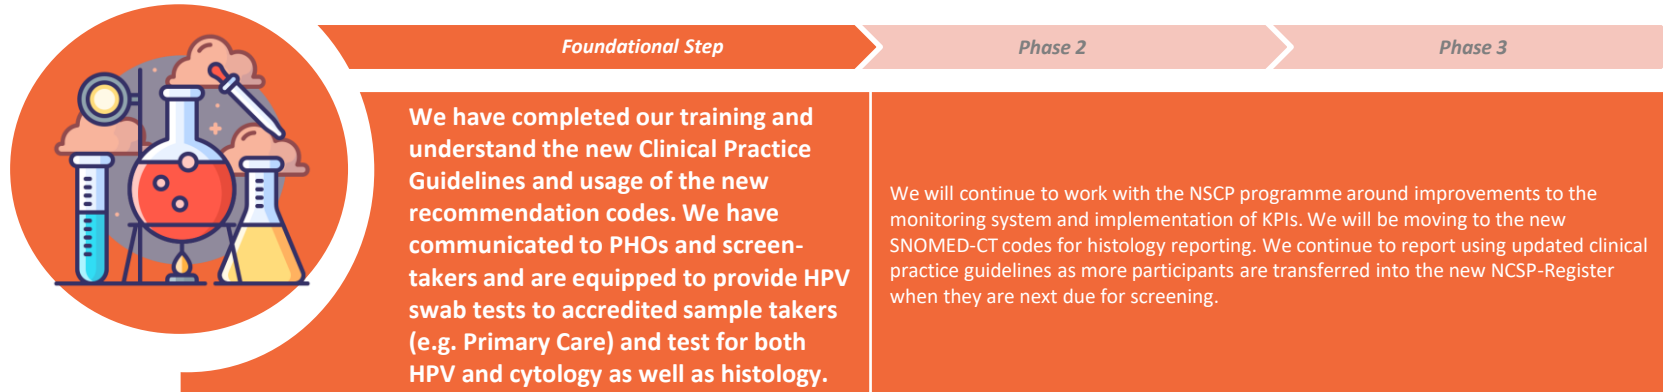 Foundational Step
Phase 2
Phase 3
We have completed our training and
understand the new Clinical Practice
Guidelines and usage of the new
recommendation codes. We have
communicated to PHOs and screen-
takers and are equipped to provide HPV
swab tests to accredited sample takers
(e.g. Primary Care) and test for both
HPV and cytology as well as histology.
We will continue to work with the NSCP programme around improvements to the
monitoring system and implementation of KPIs. We will be moving to the new
SNOMED-CT codes for histology reporting. We continue to report using updated clinical
practice guidelines as more participants are transferred into the new NCSP-Register
when they are next due for screening.